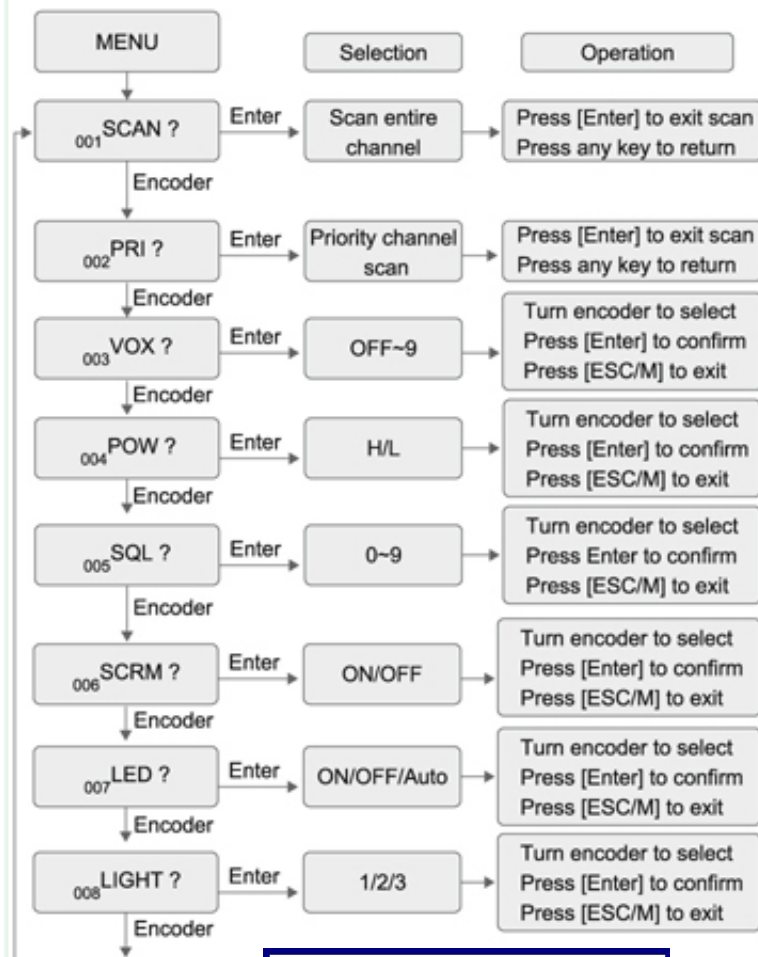 MENU
Selection
Operation
001SCAN ?
Enter
Scan entire
channel
Press [Enter] to exit scan
Press any key to return
Encoder
002PRI ?
Enter
Priority channel
scan
Press [Enter] to exit scan
Press any key to return
Encoder
003VOX ?
Enter
OFF~9
Turn encoder to select
Press [Enter] to confirm
Press [ESC/M] to exit
Encoder
004POW ?
Enter
H/L
Turn encoder to select
Press [Enter] to confirm
Press [ESC/M] to exit
Encoder
005SQL ?
Enter
0~9
Turn encoder to select
Press Enter to confirm
Press [ESC/M] to exit
Encoder
006SCRM ?
Enter
ON/OFF
Turn encoder to select
Press [Enter] to confirm
Press [ESC/M] to exit
Encoder
007LED ?
Enter
ON/OFF/Auto
Turn encoder to select
Press [Enter] to confirm
Press [ESC/M] to exit
Encoder
008LIGHT ?
Enter
1/2/3
Turn encoder to select
Press [Enter] to confirm
Press [ESC/M] to exit
Encoder